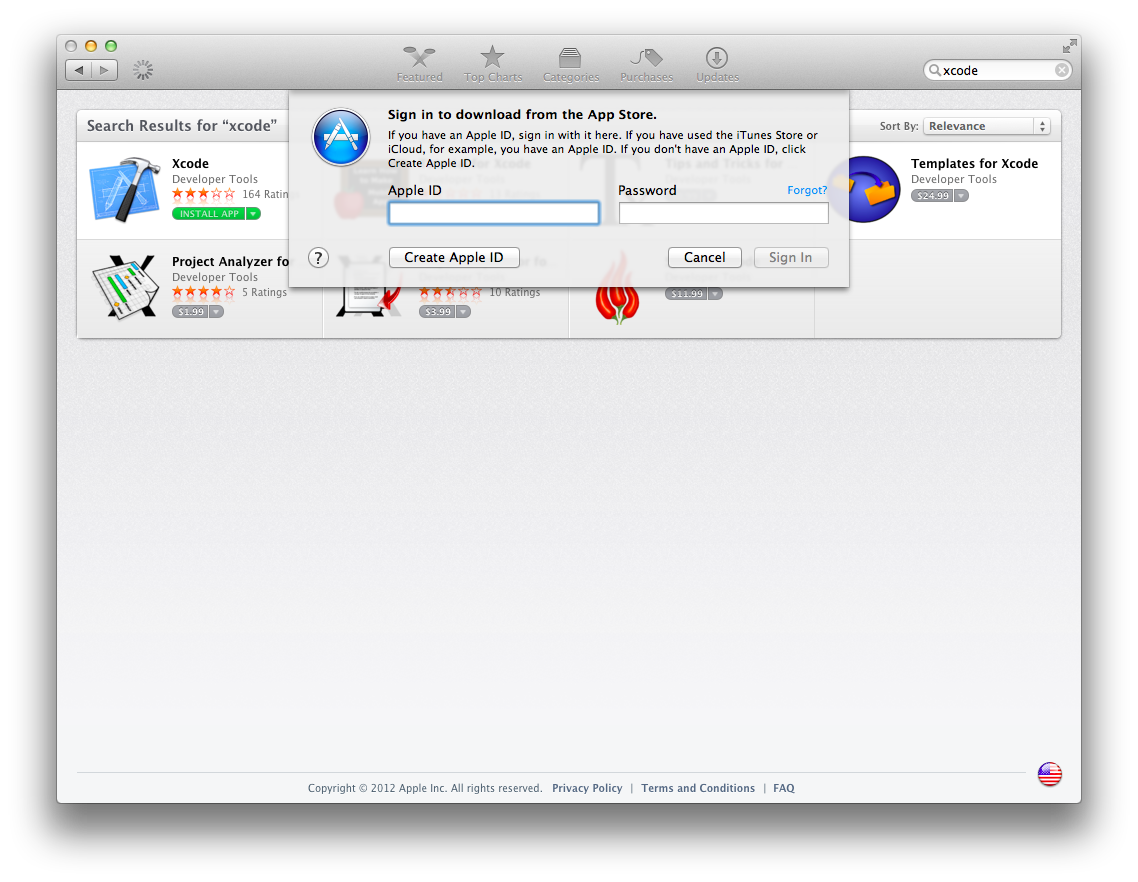 Featured
Top Charts
Categories
Purchases
Updates
xcode
Search Results for “xcode”
Sort By:
Relevance
Sign in to download from the App Store.
If you have an Apple ID, sign in with it here. If you have used the iTunes Store or
iCloud, for example, you have an Apple ID. If you don't have an Apple ID, click
Create Apple ID.
Apple ID
Password
Forgot?
?
Create Apple ID
Cancel
Sign In
Xcode
Developer Tools
164
INSTALL APP
Tips and Tricks for
Templates for Xcode
Developer Tools
$24.99
Project Analyzer fo
Developer Tools
5 Ratings
$1.99
10 Ratings
$3.99
$11.99
Copyright © 2012 Apple Inc. All rights reserved. Privacy Policy | Terms and Conditions | FAQ